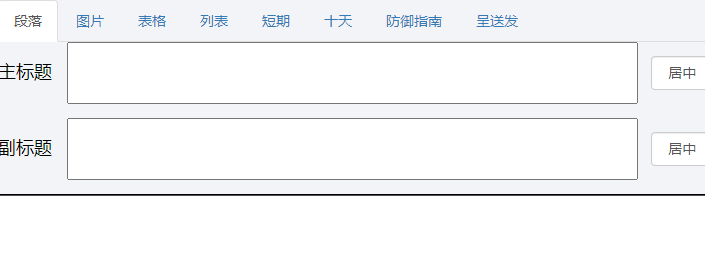 段落 图片 表格 列表 短期 十天 防御指南 呈送发
主标题 居中
副标题 居中